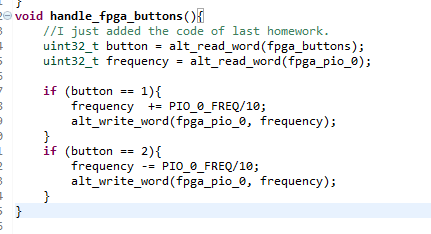 }
void handle_fpga_buttons(){
//I just added the code of last homework.
uint32_t button = alt_read_word(fpga_buttons);
uint32_t frequency = alt_read_word(fpga_pio_0);
if (button == 1){
frequency += PIO_0_FREQ/10;
alt_write_word(fpga_pio_0, frequency);
}
if (button == 2){
frequency -= PIO_0_FREQ/10;
alt_write_word(fpga_pio_0, frequency);
}
}